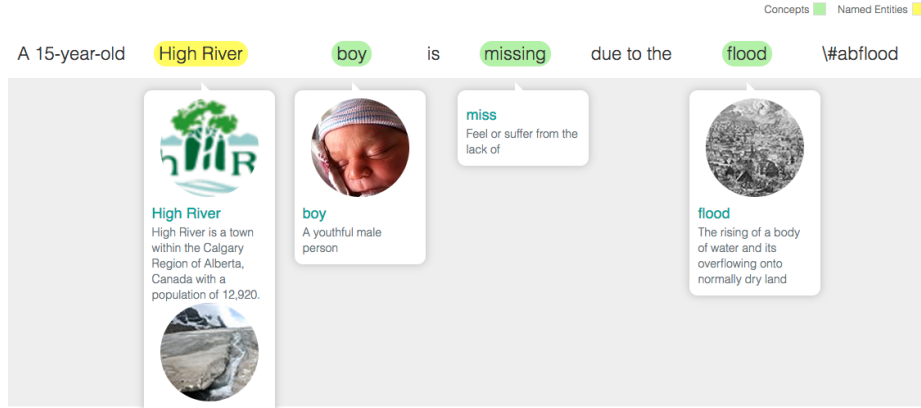 Concepts Named Entities
A 15-year-old High River boy is missing due to the flood \#abflood
High River
High River is a town
within the Calgary
Region of Alberta,
Canada with a
population of 12,920.
boy
A youthful male
person
miss
Feel or suffer from the
lack of
flood
The rising of a body
of water and its
overflowing onto
normally dry land